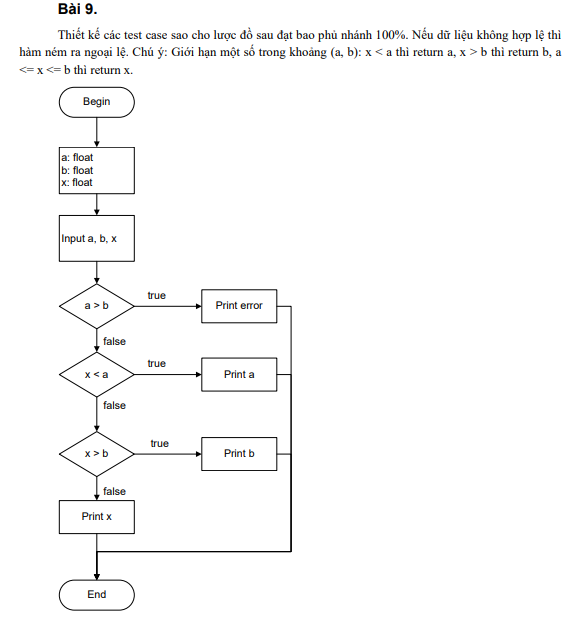 Bài 9.
Thiết kế các test case sao cho lược đồ sau đạt bao phủ nhánh 100%. Nếu dữ liệu không hợp lệ thì
hàm ném ra ngoại lệ. Chú ý: Giới hạn một số trong khoảng (a, b): x < a thì return a, x > b thì return b, a
<= x <= b thì return x.
Begin
a: float
b: float
x: float
Input a, b, x
a > b
true
Print error
false
x < a
true
Print a
false
x > b
true
Print b
false
Print x
End